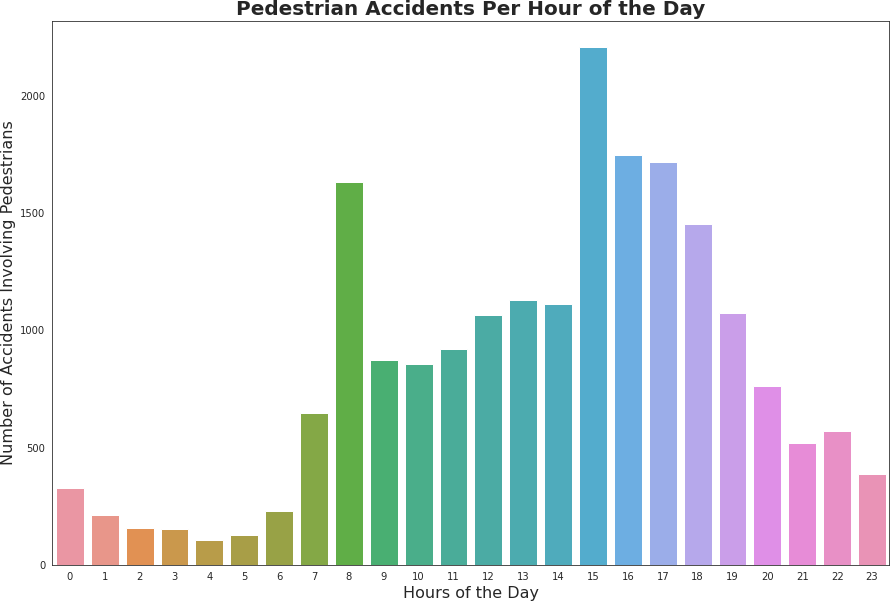 Pedestrian Accidents Per Hour of the Day
Number of Accidents Involving Pedestrians
2000
1500
1000
500
0
0 1 2 3 4 5 6 7 8 9 10 11 12 13 14 15 16 17 18 19 20 21 22 23
Hours of the Day